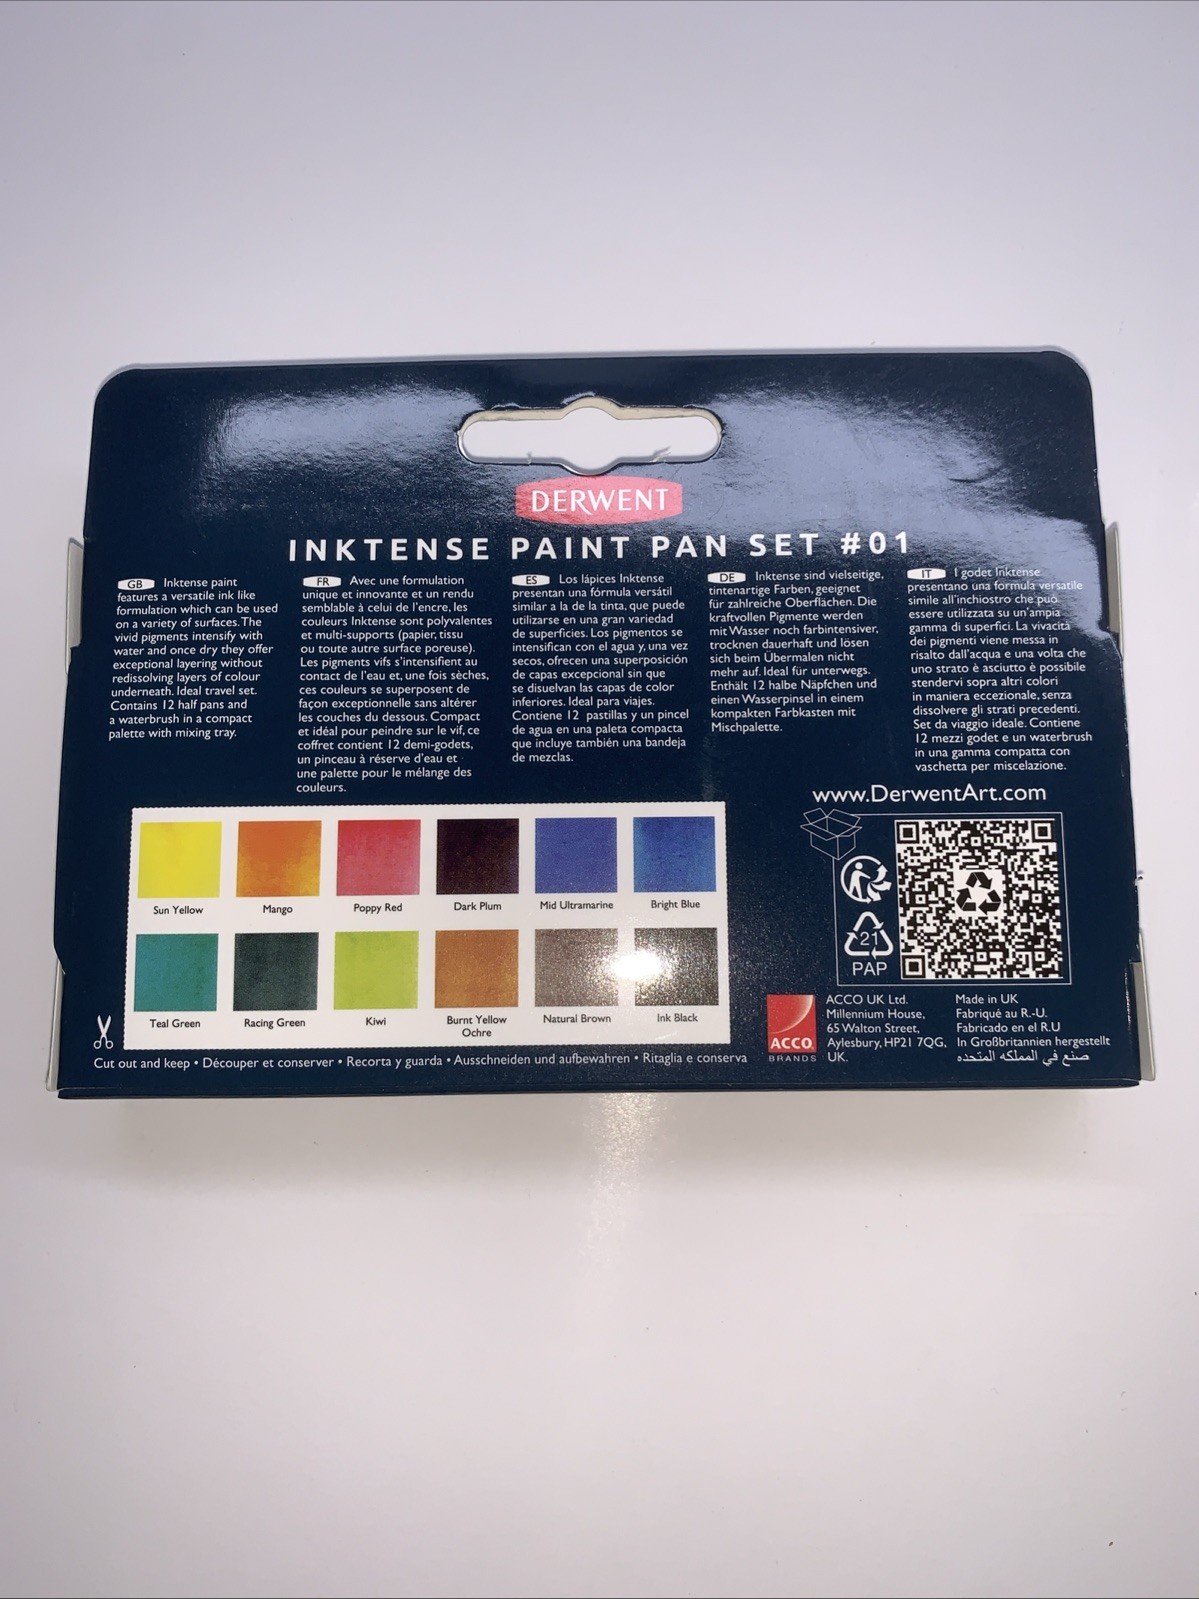 DERWENT
INKTENSE PAINT PAN SET #01
GB Inktense paint
features a versatile ink like
formulation which can be used
on a variety of surfaces. The
vivid pigments intensify with
water and once dry they offer
exceptional layering without
redissolving layers of colour
underneath. Ideal travel set.
Contains 12 half pans and
a waterbrush in a compact
palette with mixing tray.
FR Avec une formulation
unique et innovante et un rendu
semblable à celui de l'encre, les
couleurs Inktense sont polyvalentes
et multi-supports (papier, tissu
ou toute autre surface poreuse).
Les pigments vifs s'intensifient au
contact de l'eau et, une fois sèches,
ces couleurs se superposent de
façon exceptionnelle sans altérer
les couches du dessous. Compact
et idéal pour peindre sur le vif, ce
coffret contient 12 demi-godets,
un pinceau à réserve d'eau et
une palette pour le mélange des
couleurs.
ES Los lápices Inktense
presentan una fórmula versátil
similar a la de la tinta, que puede
utilizarse en una gran variedad
de superficies. Los pigmentos se
intensifican con el agua y, una vez
secos, ofrecen una superposición
de capas excepcional sin que
se disuelvan las capas de color
inferiores. Ideal para viajes.
Contiene 12 pastillas y un pincel
de agua en una paleta compacta
que incluye también una bandeja
de mezclas.
DE Inktense sind vielseitige,
tintenartige Farben, geeignet
für zahlreiche Oberflächen. Die
kraftvollen Pigmente werden
mit Wasser noch farbintensiver,
trocknen dauerhaft und lösen
sich beim Übermalen nicht
mehr auf. Ideal für unterwegs.
Enthält 12 halbe Näpfchen und
einen Wasserpinsel in einem
kompakten Farbkasten mit
Mischpalette.
IT I godet Inktense
presentano una formula versatile
simile all'inchiostro che può
essere utilizzata su un'ampia
gamma di superfici. La vivacità
dei pigmenti viene messa in
risalto dall'acqua e una volta che
uno strato è asciutto è possibile
stendervi sopra altri colori
in maniera eccezionale, senza
dissolvere gli strati precedenti.
Set da viaggio ideale. Contiene
12 mezzi godet e un waterbrush
in una gamma compatta con
vaschetta per miscelazione.
www.DerwentArt.com
Sun Yellow
Mango
Poppy Red
Dark Plum
Mid Ultramarine
Bright Blue
Teal Green
Racing Green
Kiwi
Burnt Yellow
Ochre
Natural Brown
Ink Black
Cut out and keep • Découper et conserver • Recorta y guarda • Ausschneiden und aufbewahren • Ritaglia e conserva
21
PAP
ACCO
BRANDS
ACCO UK Ltd.
Millennium House,
65 Walton Street,
Aylesbury, HP21 7QG,
UK.
Made in UK
Fabriqué au R.-U.
Fabricado en el R.U
In Großbritannien hergestellt
صنع في المملكه المتحده